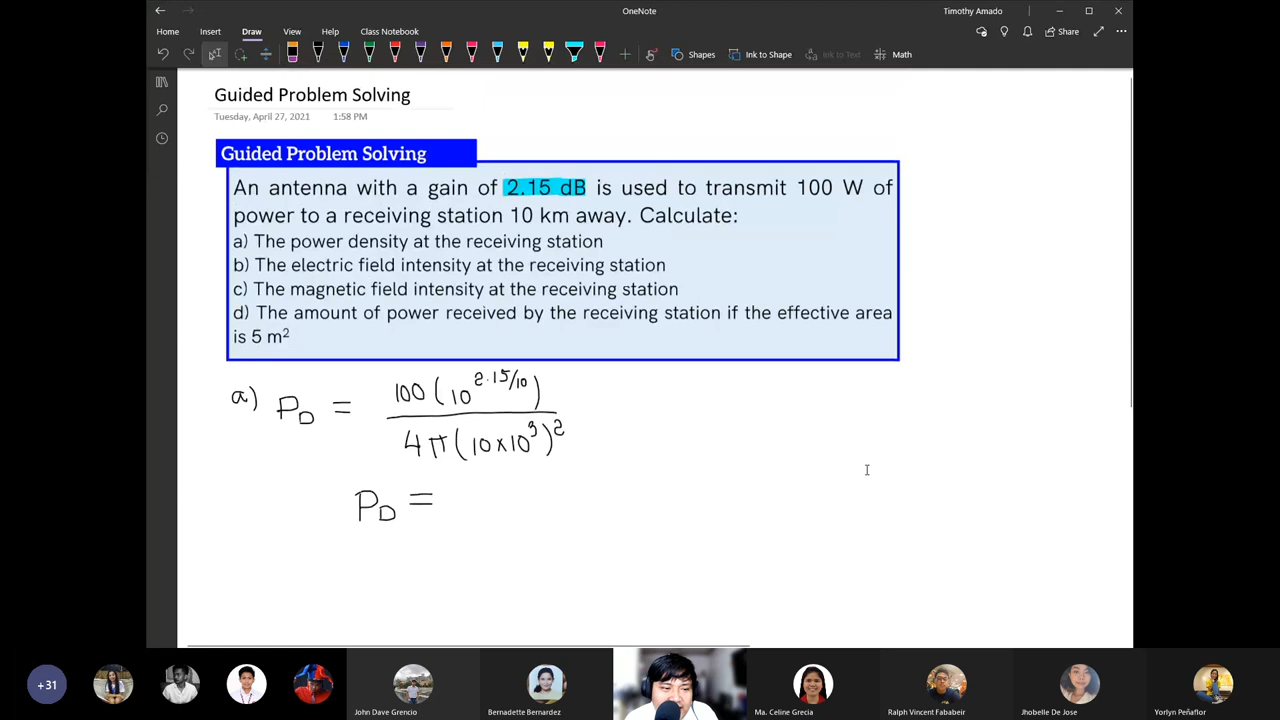 OneNote
Timothy Amado
Home Insert Draw View Help Class Notebook
Share
Shapes Ink to Shape Ink to Text Math
Guided Problem Solving
Tuesday, April 27, 2021 1:58 PM
Guided Problem Solving
An antenna with a gain of 2.15 dB is used to transmit 100 W of
power to a receiving station 10 km away. Calculate:
a) The power density at the receiving station
b) The electric field intensity at the receiving station
c) The magnetic field intensity at the receiving station
d) The amount of power received by the receiving station if the effective area
is 5 m²
a) P_D = 100(10^2.15/10)
4π(10×10³)²
P_D =
+31
John Dave Grencio
Bernadette Bernardez
Ma. Celine Grecia
Ralph Vincent Fababeir
Jhobelle De Jose
Yorlyn Peñaflor